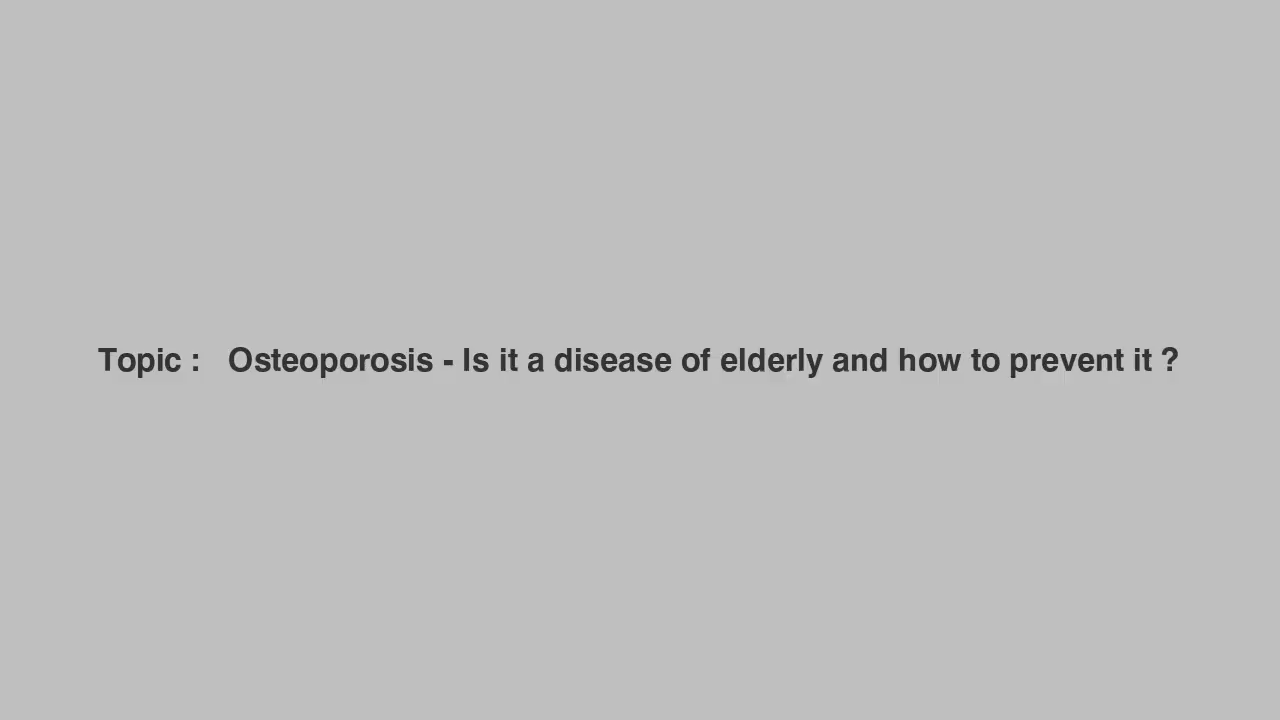 Topic :   Osteoporosis - Is it a disease of elderly and how to prevent it ?